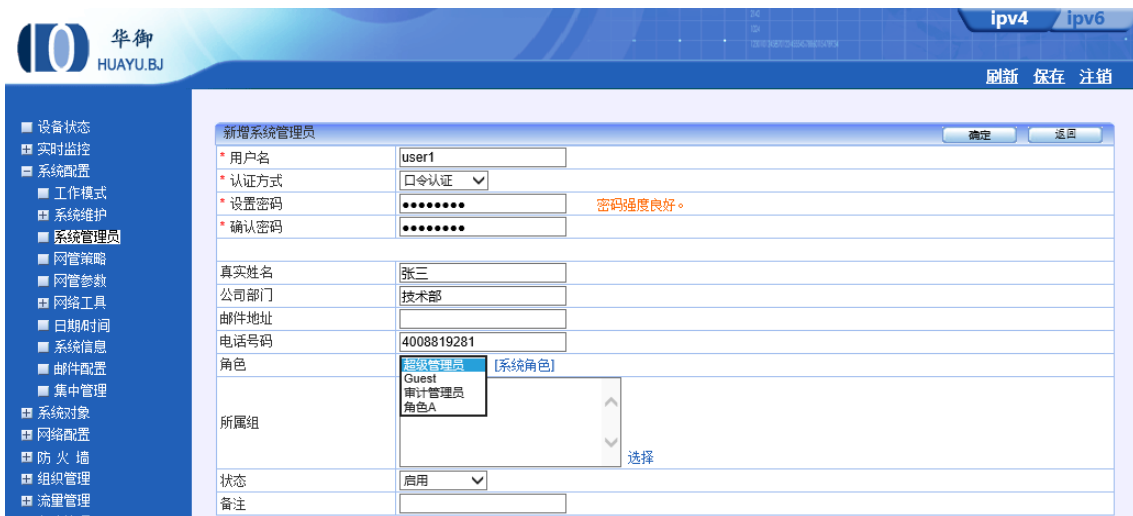 华御
HUAYU.BJ
ipv4
ipv6
刷新 保存 注销
设备状态
实时监控
系统配置
工作模式
系统维护
系统管理员
网管策略
网管参数
网络工具
日期/时间
系统信息
邮件配置
集中管理
系统对象
网络配置
防 火 墙
组织管理
流量管理
新增系统管理员 确定 返回
* 用户名 user1
* 认证方式 口令认证
* 设置密码 ●●●●●●●● 密码强度良好。
* 确认密码 ●●●●●●●●
真实姓名 张三
公司部门 技术部
邮件地址
电话号码 4008819281
角色 超级管理员 [系统角色]
Guest
审计管理员
角色A
所属组
选择
状态 启用
备注